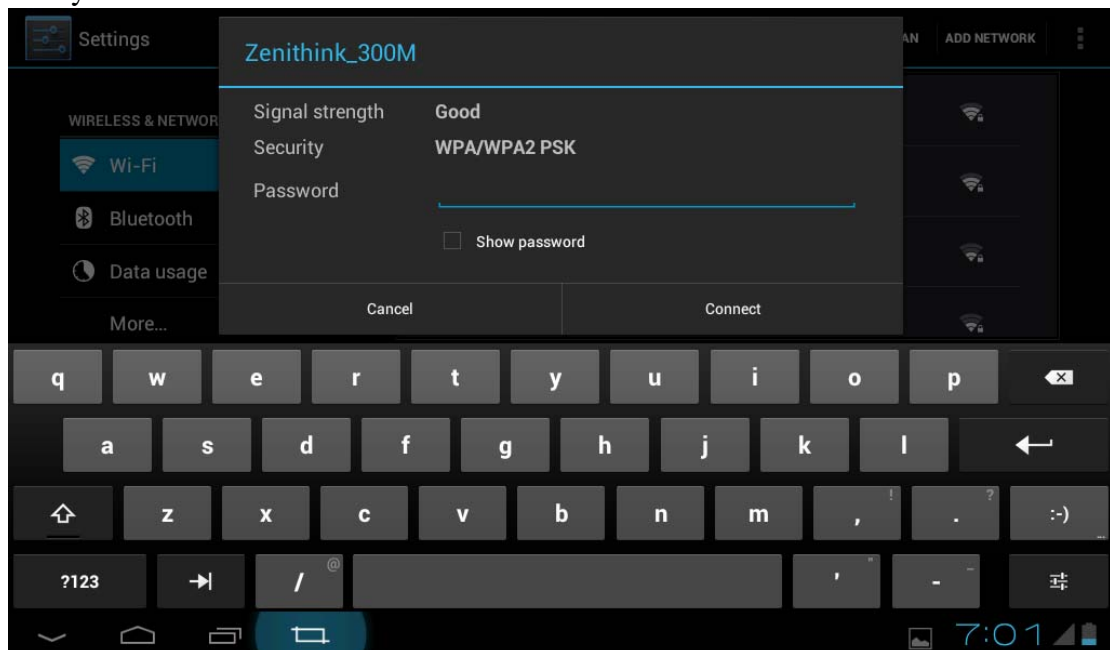 Settings
Zenithink_300M
AN ADD NETWORK
Signal strength Good
WIRELESS & NETWOR
Security WPA/WPA2 PSK
Wi-Fi
Password
Bluetooth
Show password
Data usage
Cancel Connect
More...
q w e r t y u i o p
a s d f g h j k l
z x c v b n m , ! . ? :-) ...
?123 / @ ' " - _
7:01